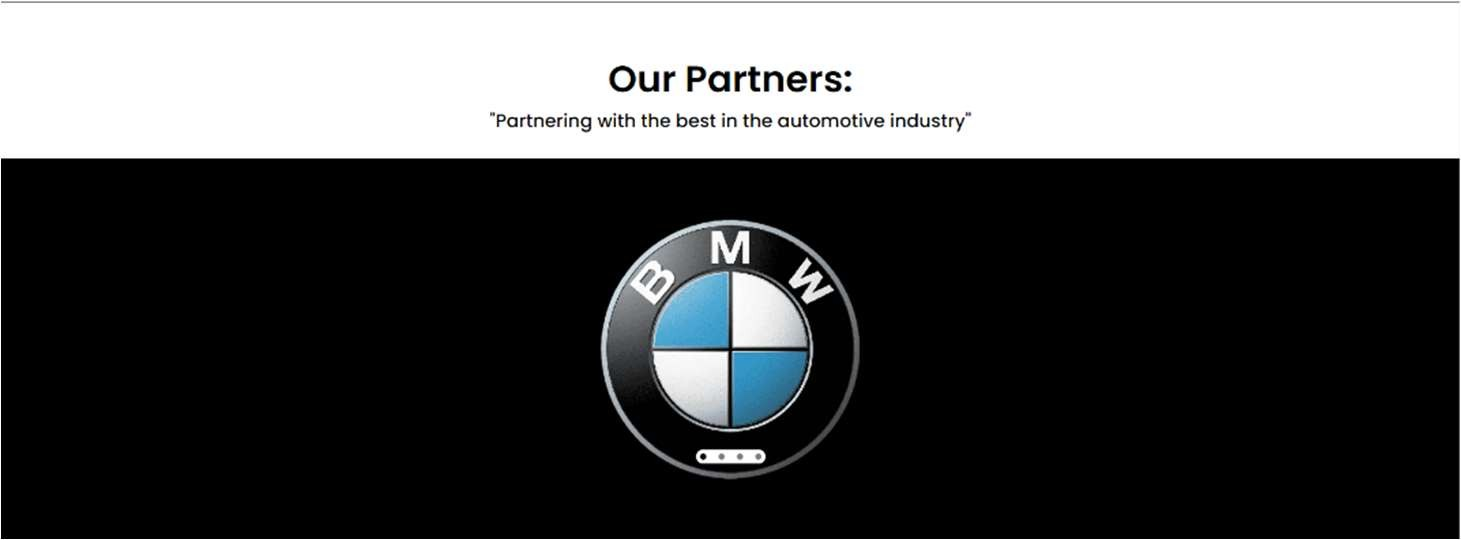 Our Partners:
"Partnering with the best in the automotive industry"
BMW